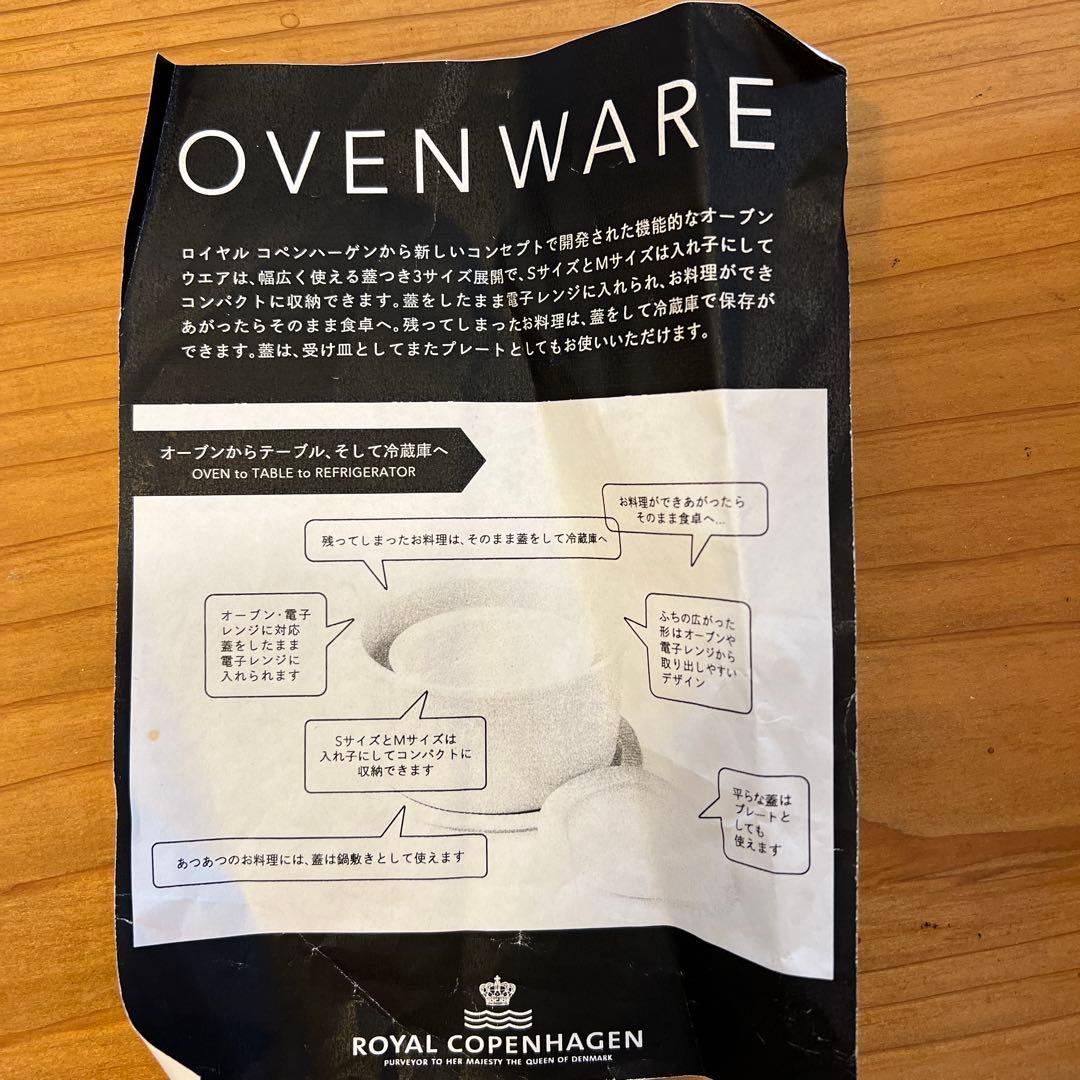 OVENWARE
ロイヤル コペンハーゲンから新しいコンセプトで開発された機能的なオーブン
ウエアは、幅広く使える蓋つき3サイズ展開で、SサイズとMサイズは入れ子にして
コンパクトに収納できます。蓋をしたまま電子レンジに入れられ、お料理ができ
あがったらそのまま食卓へ。残ってしまったお料理は、蓋をして冷蔵庫で保存が
できます。蓋は、受け皿としてまたプレートとしてもお使いいただけます。
オーブンからテーブル、そして冷蔵庫へ
OVEN to TABLE to REFRIGERATOR
お料理ができあがったら
そのまま食卓へ...
残ってしまったお料理は、そのまま蓋をして冷蔵庫へ
オーブン・電子
レンジに対応
蓋をしたまま
電子レンジに
入れられます
ふちの広がった
形はオーブンや
電子レンジから
取り出しやすい
デザイン
SサイズとMサイズは
入れ子にしてコンパクトに
収納できます
平らな蓋は
プレートと
しても
使えます
あつあつのお料理には、蓋は鍋敷きとして使えます
ROYAL COPENHAGEN
PURVEYOR TO HER MAJESTY THE QUEEN OF DENMARK